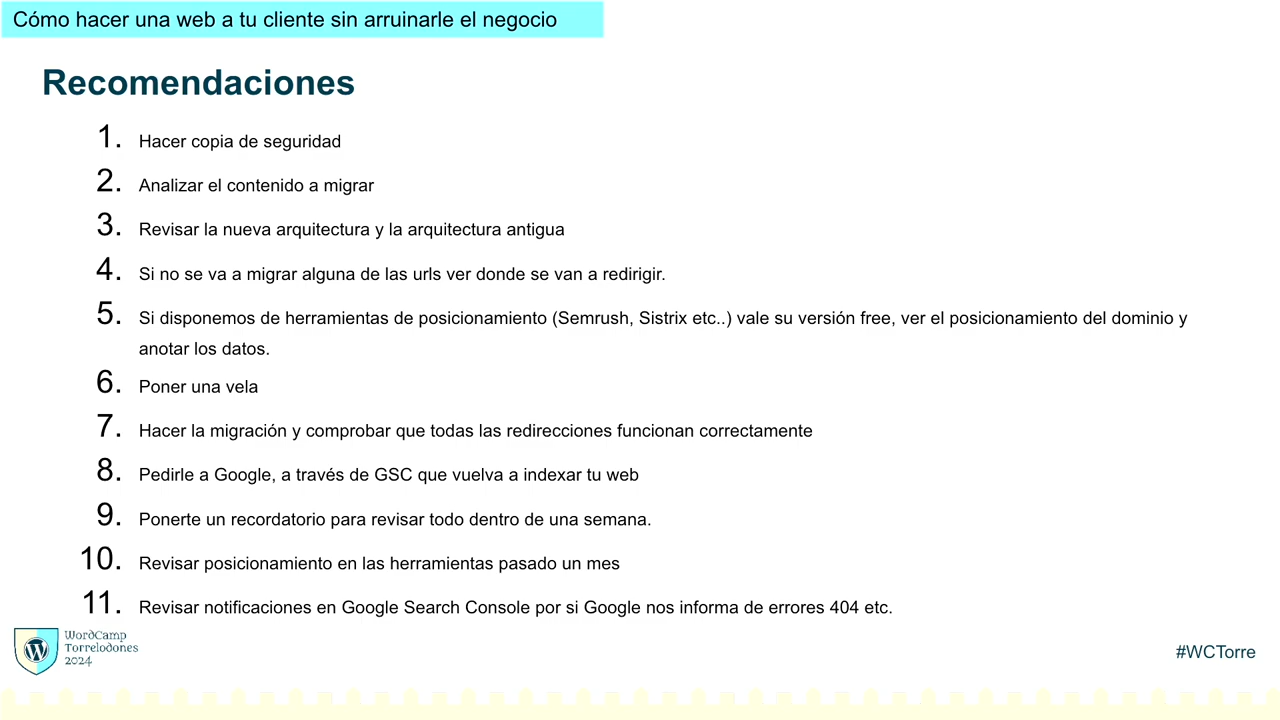 Cómo hacer una web a tu cliente sin arruinarle el negocio
Recomendaciones
1. Hacer copia de seguridad
2. Analizar el contenido a migrar
3. Revisar la nueva arquitectura y la arquitectura antigua
4. Si no se va a migrar alguna de las urls ver donde se van a redirigir.
5. Si disponemos de herramientas de posicionamiento (Semrush, Sistrix etc..) vale su versión free, ver el posicionamiento del dominio y
anotar los datos.
6. Poner una vela
7. Hacer la migración y comprobar que todas las redirecciones funcionan correctamente
8. Pedirle a Google, a través de GSC que vuelva a indexar tu web
9. Ponerte un recordatorio para revisar todo dentro de una semana.
10. Revisar posicionamiento en las herramientas pasado un mes
11. Revisar notificaciones en Google Search Console por si Google nos informa de errores 404 etc.
WordCamp
Torrelodones
2024
#WCTorre